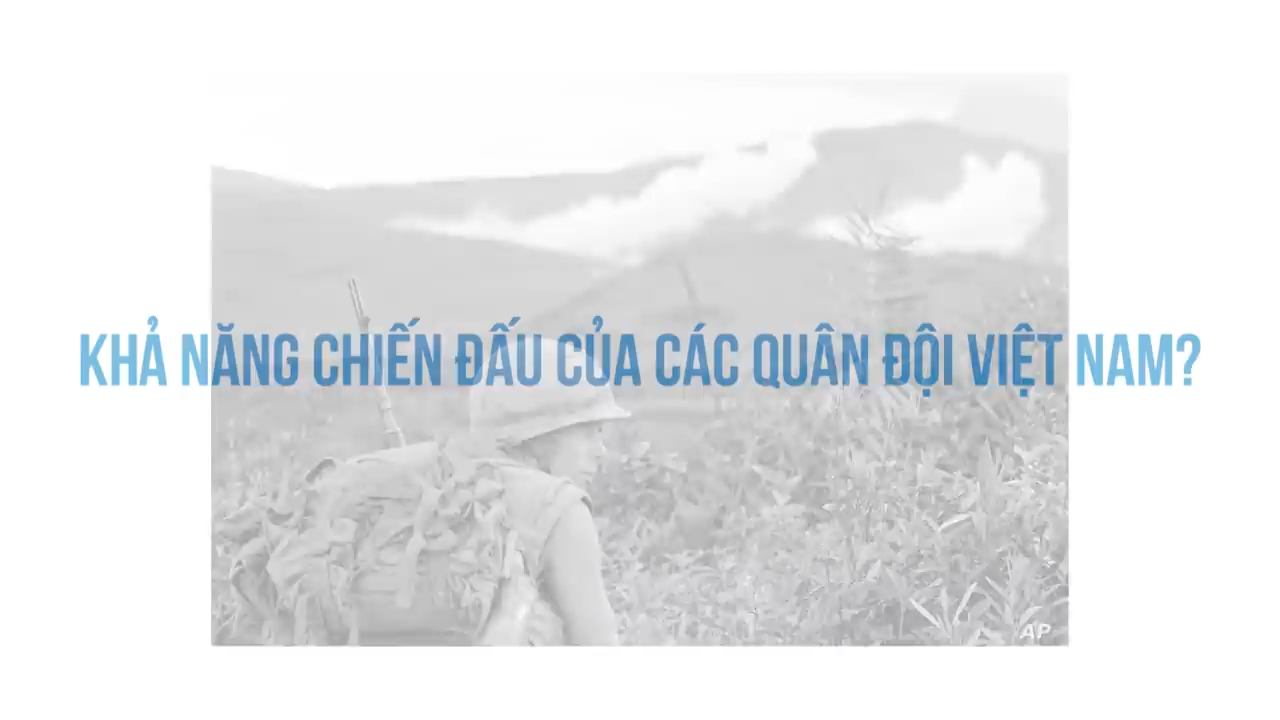 KHẢ NĂNG CHIẾN ĐẤU CỦA CÁC QUÂN ĐỘI VIỆT NAM?
AP